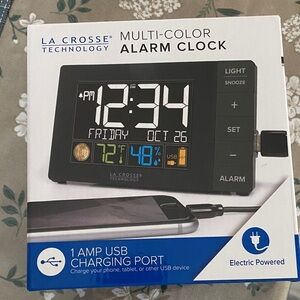 LA CROSSE® TECHNOLOGY
MULTI-COLOR
ALARM CLOCK
LIGHT
SNOOZE
PM
12:34
FRIDAY OCT 26
72°F 48% USB
SET
LA CROSSE®
TECHNOLOGY
ALARM
1 AMP USB
CHARGING PORT
Charge your phone, tablet, or other USB device
Electric Powered